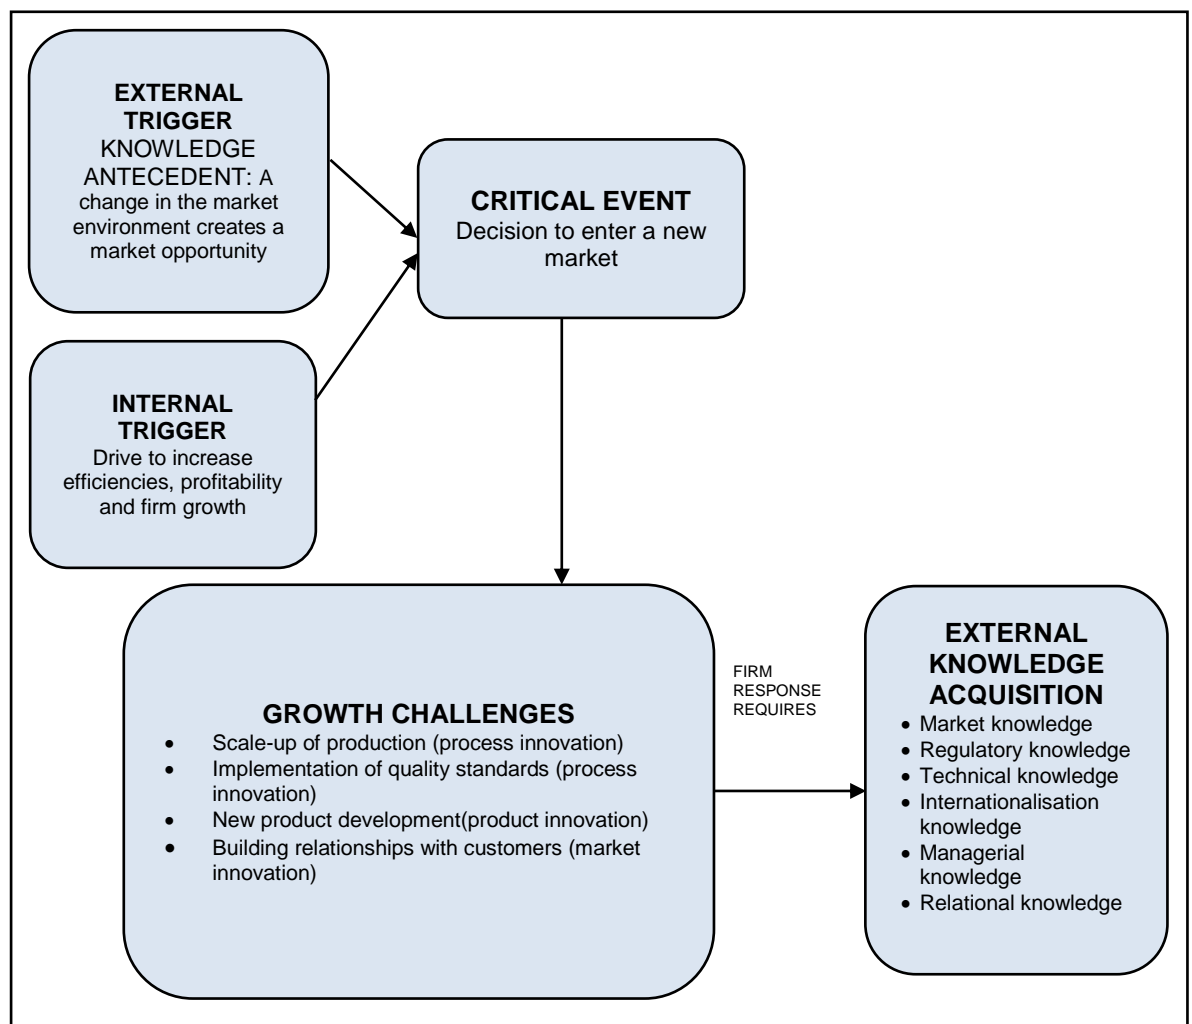 EXTERNAL
TRIGGER
KNOWLEDGE
ANTECEDENT: A
change in the market
environment creates a
market opportunity
CRITICAL EVENT
Decision to enter a new
market
INTERNAL
TRIGGER
Drive to increase
efficiencies, profitability
and firm growth
GROWTH CHALLENGES
• Scale-up of production (process innovation)
• Implementation of quality standards (process
innovation)
• New product development(product innovation)
• Building relationships with customers (market
innovation)
FIRM
RESPONSE
REQUIRES
EXTERNAL
KNOWLEDGE
ACQUISITION
• Market knowledge
• Regulatory knowledge
• Technical knowledge
• Internationalisation
knowledge
• Managerial
knowledge
• Relational knowledge